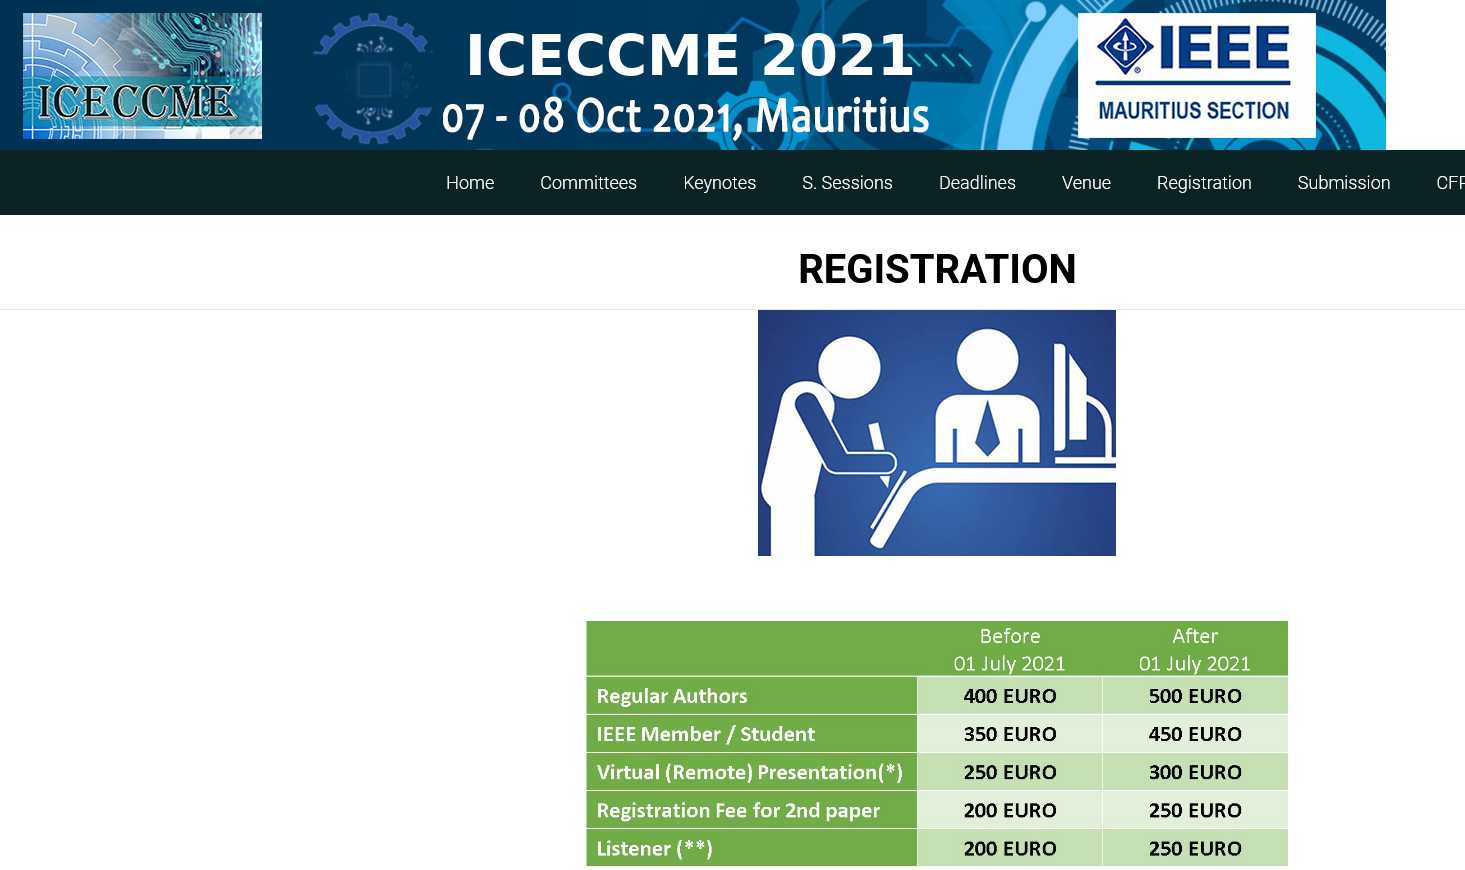 ICECCME
ICECCME 2021
07 - 08 Oct 2021, Mauritius
IEEE
MAURITIUS SECTION
Home Committees Keynotes S. Sessions Deadlines Venue Registration Submission
REGISTRATION
Before After
01 July 2021 01 July 2021
Regular Authors 400 EURO 500 EURO
IEEE Member / Student 350 EURO 450 EURO
Virtual (Remote) Presentation(*) 250 EURO 300 EURO
Registration Fee for 2nd paper 200 EURO 250 EURO
Listener (**) 200 EURO 250 EURO